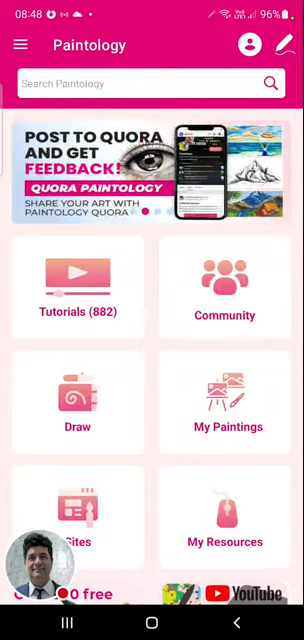 08:48
96%
Paintology
Search Paintology
POST TO QUORA
AND GET
FEEDBACK!
QUORA PAINTOLOGY
SHARE YOUR ART WITH
PAINTOLOGY QUORA
Tutorials (882)
Community
Draw
My Paintings
Sites
My Resources
0 free
YouTube